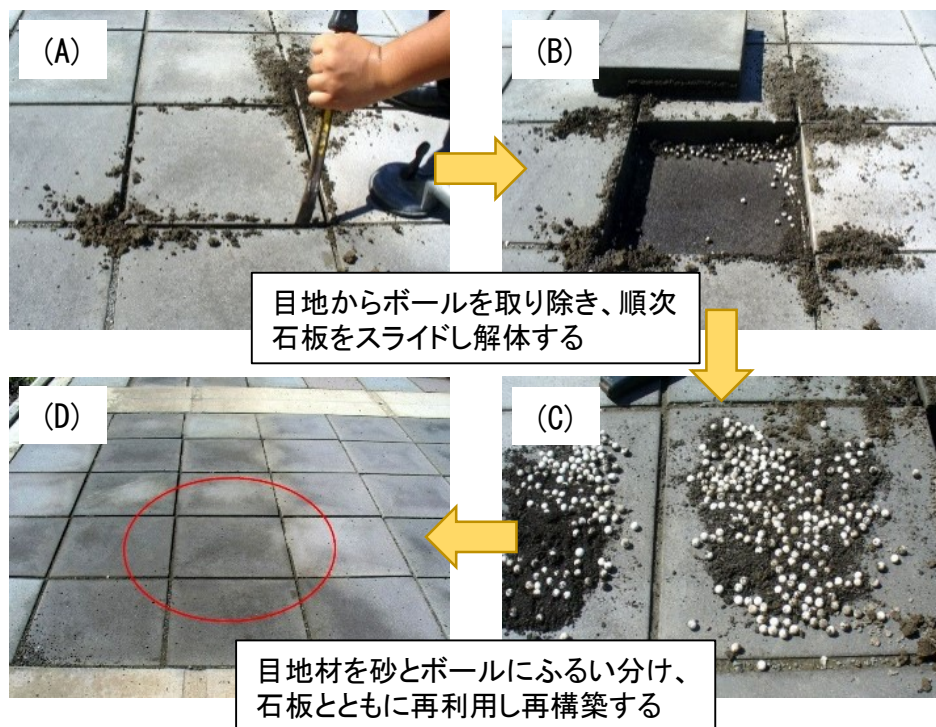 (A)
(B)
目地からボールを取り除き、順次
石板をスライドし解体する
(D)
(C)
目地材を砂とボールにふるい分け、
石板とともに再利用し再構築する